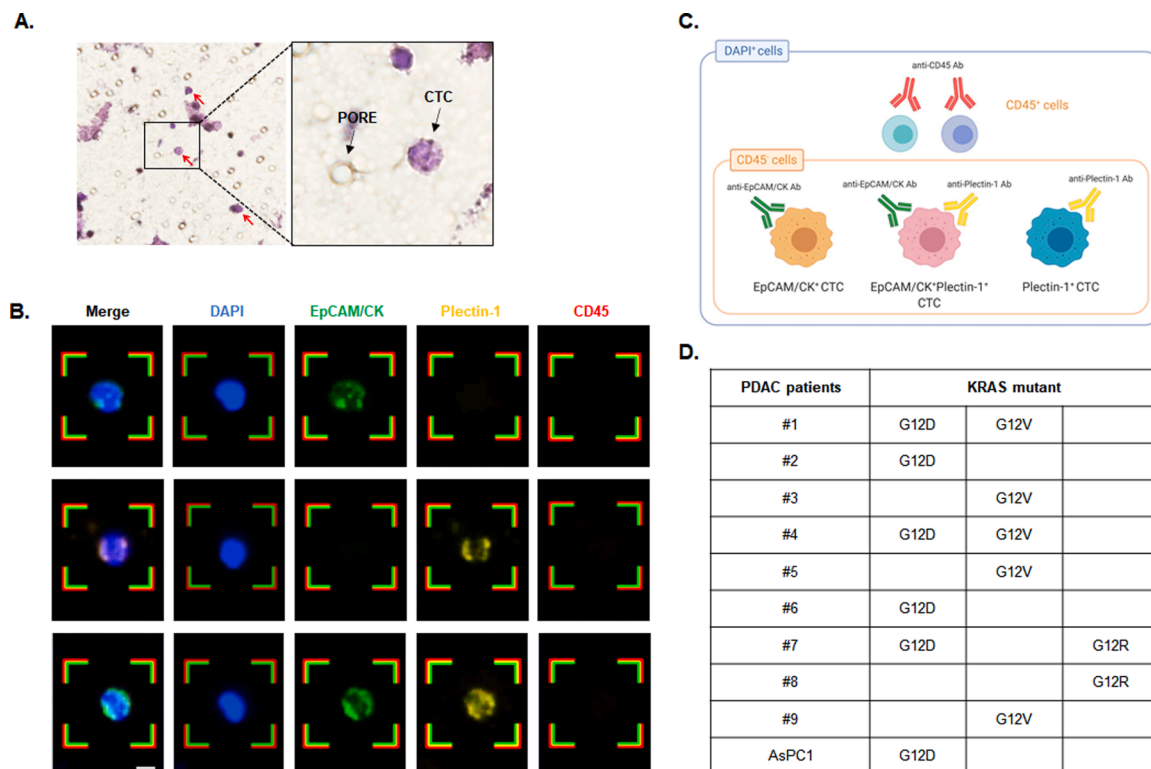 A.
PORE
CTC
B.
Merge DAPI EpCAM/CK Plectin-1 CD45
C.
DAPI⁺ cells
anti-CD45 Ab
CD45⁺ cells
CD45⁻ cells
anti-EpCAM/CK Ab anti-EpCAM/CK Ab anti-Plectin-1 Ab anti-Plectin-1 Ab
EpCAM/CK⁺ CTC EpCAM/CK⁺Plectin-1⁺ Plectin-1⁺ CTC
CTC
D.
PDAC patients KRAS mutant
#1 G12D G12V
#2 G12D
#3 G12V
#4 G12D G12V
#5 G12V
#6 G12D
#7 G12D G12R
#8 G12R
#9 G12V
AsPC1 G12D